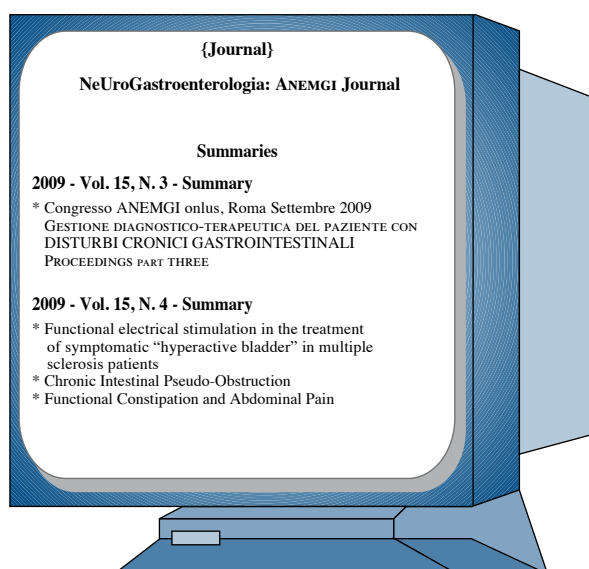 {Journal}
NeUroGastroenterologia: ANEMGI Journal
Summaries
2009 - Vol. 15, N. 3 - Summary
* Congresso ANEMGI onlus, Roma Settembre 2009
GESTIONE DIAGNOSTICO-TERAPEUTICA DEL PAZIENTE CON
DISTURBI CRONICI GASTROINTESTINALI
PROCEEDINGS PART THREE
2009 - Vol. 15, N. 4 - Summary
* Functional electrical stimulation in the treatment
of symptomatic “hyperactive bladder” in multiple
sclerosis patients
* Chronic Intestinal Pseudo-Obstruction
* Functional Constipation and Abdominal Pain